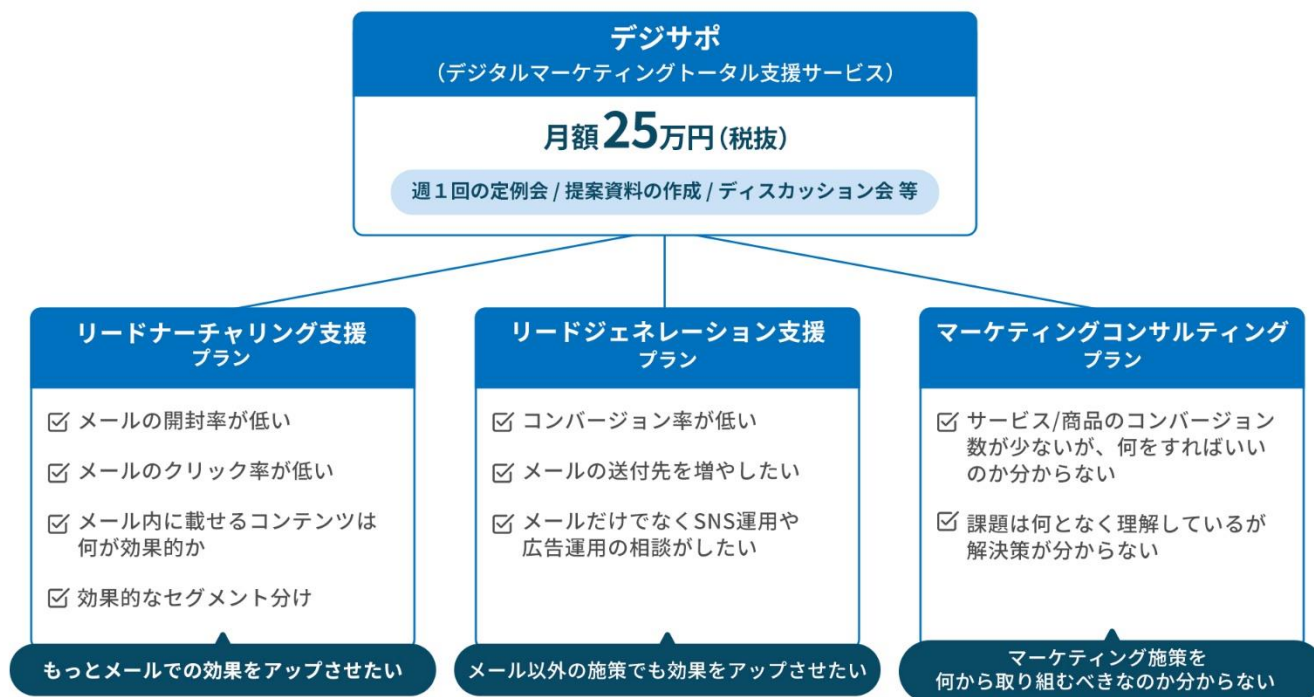 デジサポ
（デジタルマーケティングトータル支援サービス）
月額25万円（税抜）
週１回の定例会 / 提案資料の作成 / ディスカッション会 等
リードナーチャリング支援
プラン
メールの開封率が低い
メールのクリック率が低い
メール内に載せるコンテンツは
何が効果的か
効果的なセグメント分け
もっとメールでの効果をアップさせたい
リードジェネレーション支援
プラン
コンバージョン率が低い
メールの送付先を増やしたい
メールだけでなくSNS運用や
広告運用の相談がしたい
メール以外の施策でも効果をアップさせたい
マーケティングコンサルティング
プラン
サービス/商品のコンバージョン
数が少ないが、何をすればいい
のか分からない
課題は何となく理解しているが
解決策が分からない
マーケティング施策を
何から取り組むべきなのか分からない